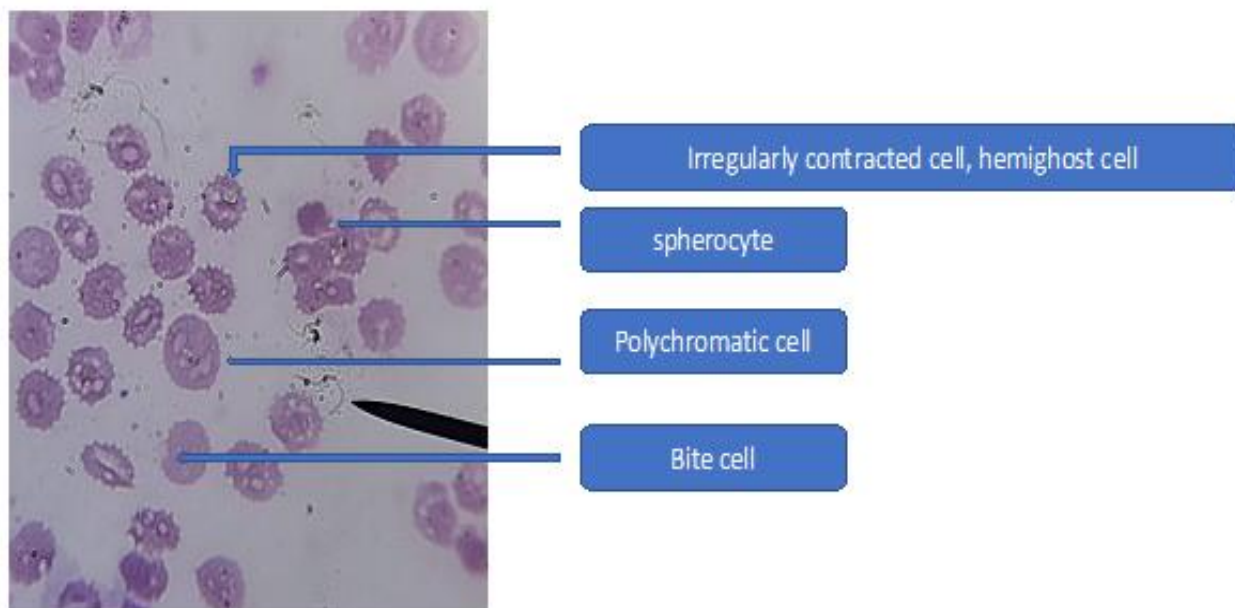 Irregularly contracted cell, hemighost cell
spherocyte
Polychromatic cell
Bite cell